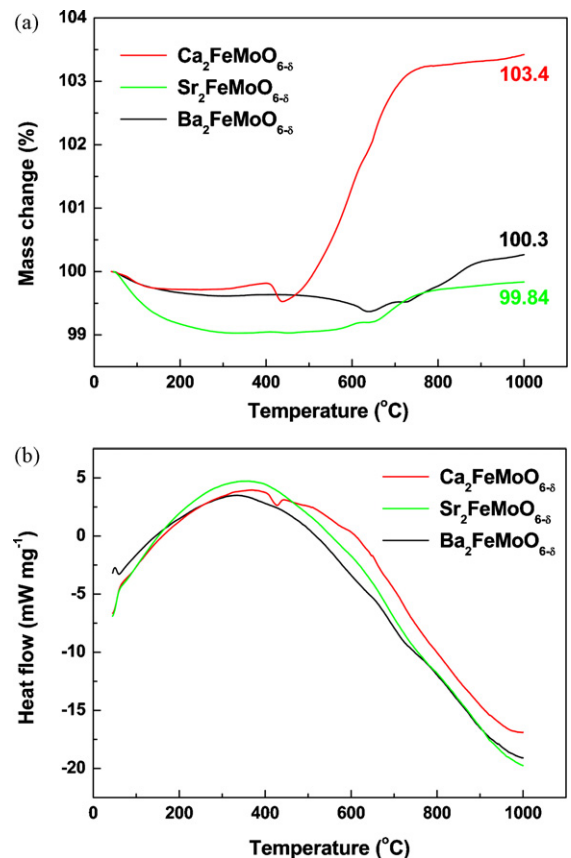 (a)
104
103
102
101
100
99
Mass change (%)
Ca₂FeMoO₆₋δ
Sr₂FeMoO₆₋δ
Ba₂FeMoO₆₋δ
103.4
100.3
99.84
0 200 400 600 800 1000
Temperature (°C)
(b)
5
0
-5
-10
-15
-20
Heat flow (mW mg⁻¹)
Ca₂FeMoO₆₋δ
Sr₂FeMoO₆₋δ
Ba₂FeMoO₆₋δ
0 200 400 600 800 1000
Temperature (°C)